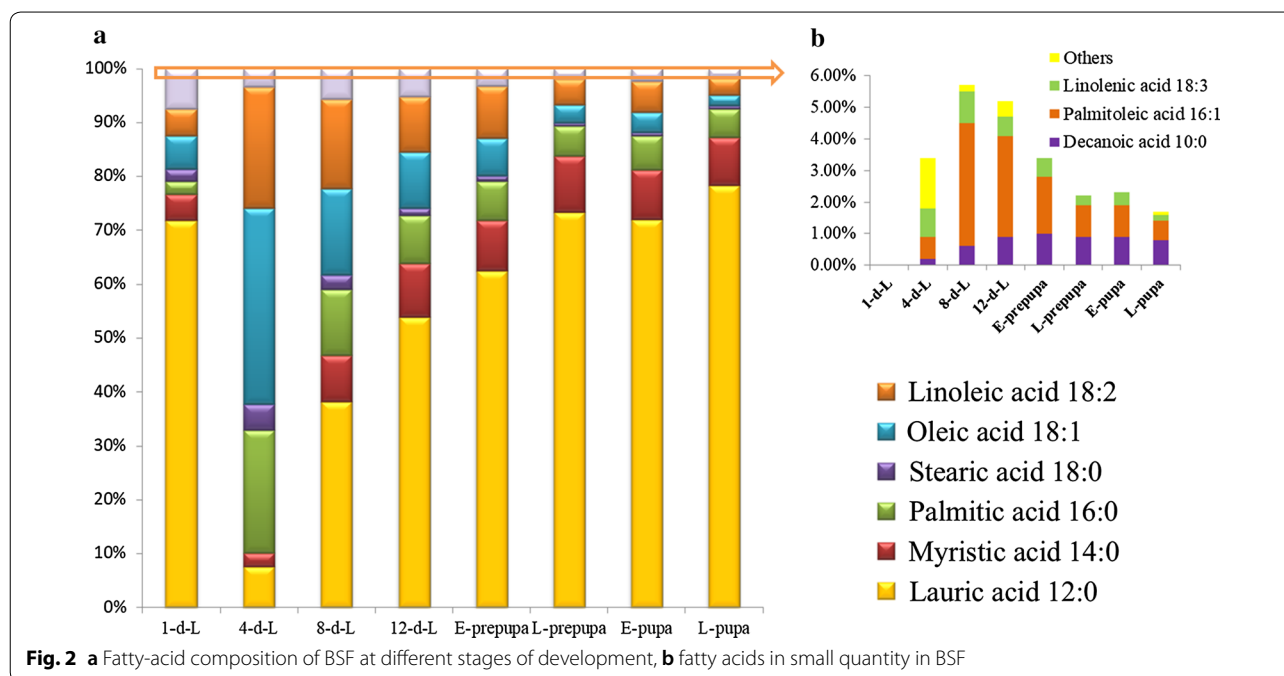 a
100%
90%
80%
70%
60%
50%
40%
30%
20%
10%
0%
1-d-L 4-d-L 8-d-L 12-d-L E-prepupa L-prepupa E-pupa L-pupa
b
Others
Linolenic acid 18:3
Palmitoleic acid 16:1
Decanoic acid 10:0
6.00%
5.00%
4.00%
3.00%
2.00%
1.00%
0.00%
1-d-L 4-d-L 8-d-L 12-d-L E-prepupa L-prepupa E-pupa L-pupa
Linoleic acid 18:2
Oleic acid 18:1
Stearic acid 18:0
Palmitic acid 16:0
Myristic acid 14:0
Lauric acid 12:0
Fig. 2 a Fatty-acid composition of BSF at different stages of development, b fatty acids in small quantity in BSF